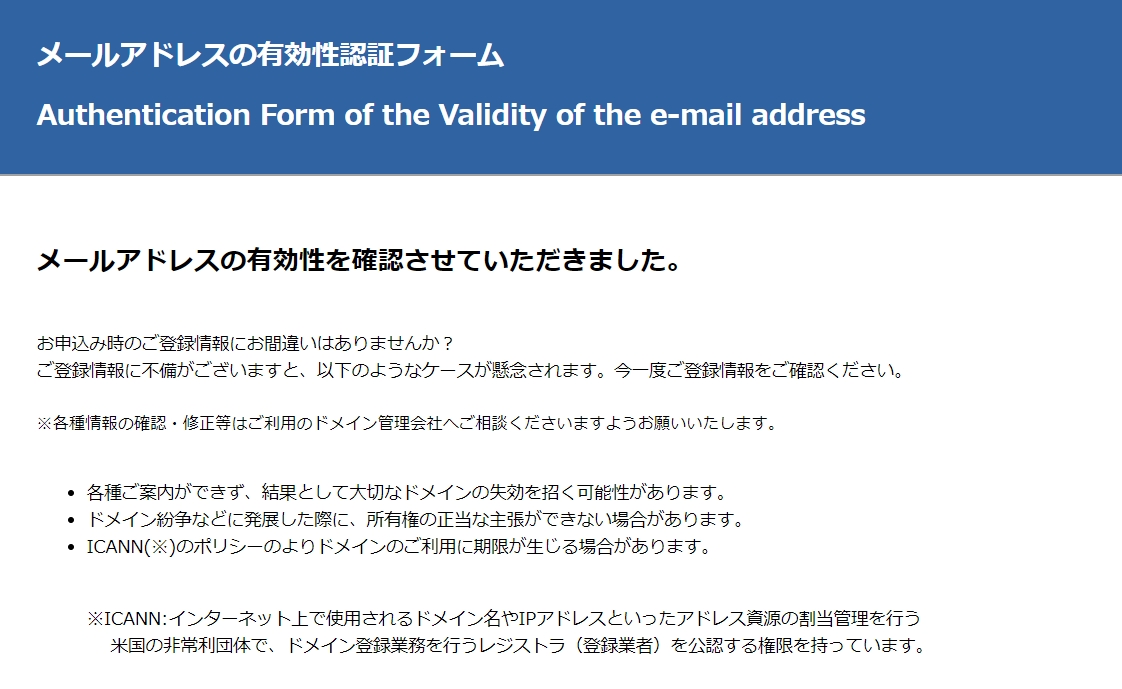 メールアドレスの有効性認証フォーム
Authentication Form of the Validity of the e-mail address
メールアドレスの有効性を確認させていただきました。
お申込み時のご登録情報にお間違いはありませんか？
ご登録情報に不備がございますと、以下のようなケースが懸念されます。今一度ご登録情報をご確認ください。
※各種情報の確認・修正等はご利用のドメイン管理会社へご相談くださいますようお願いいたします。
• 各種ご案内ができず、結果として大切なドメインの失効を招く可能性があります。
• ドメイン紛争などに発展した際に、所有権の正当な主張ができない場合があります。
• ICANN(※)のポリシーのよりドメインのご利用に期限が生じる場合があります。
※ICANN:インターネット上で使用されるドメイン名やIPアドレスといったアドレス資源の割当管理を行う
米国の非常利団体で、ドメイン登録業務を行うレジストラ（登録業者）を公認する権限を持っています。